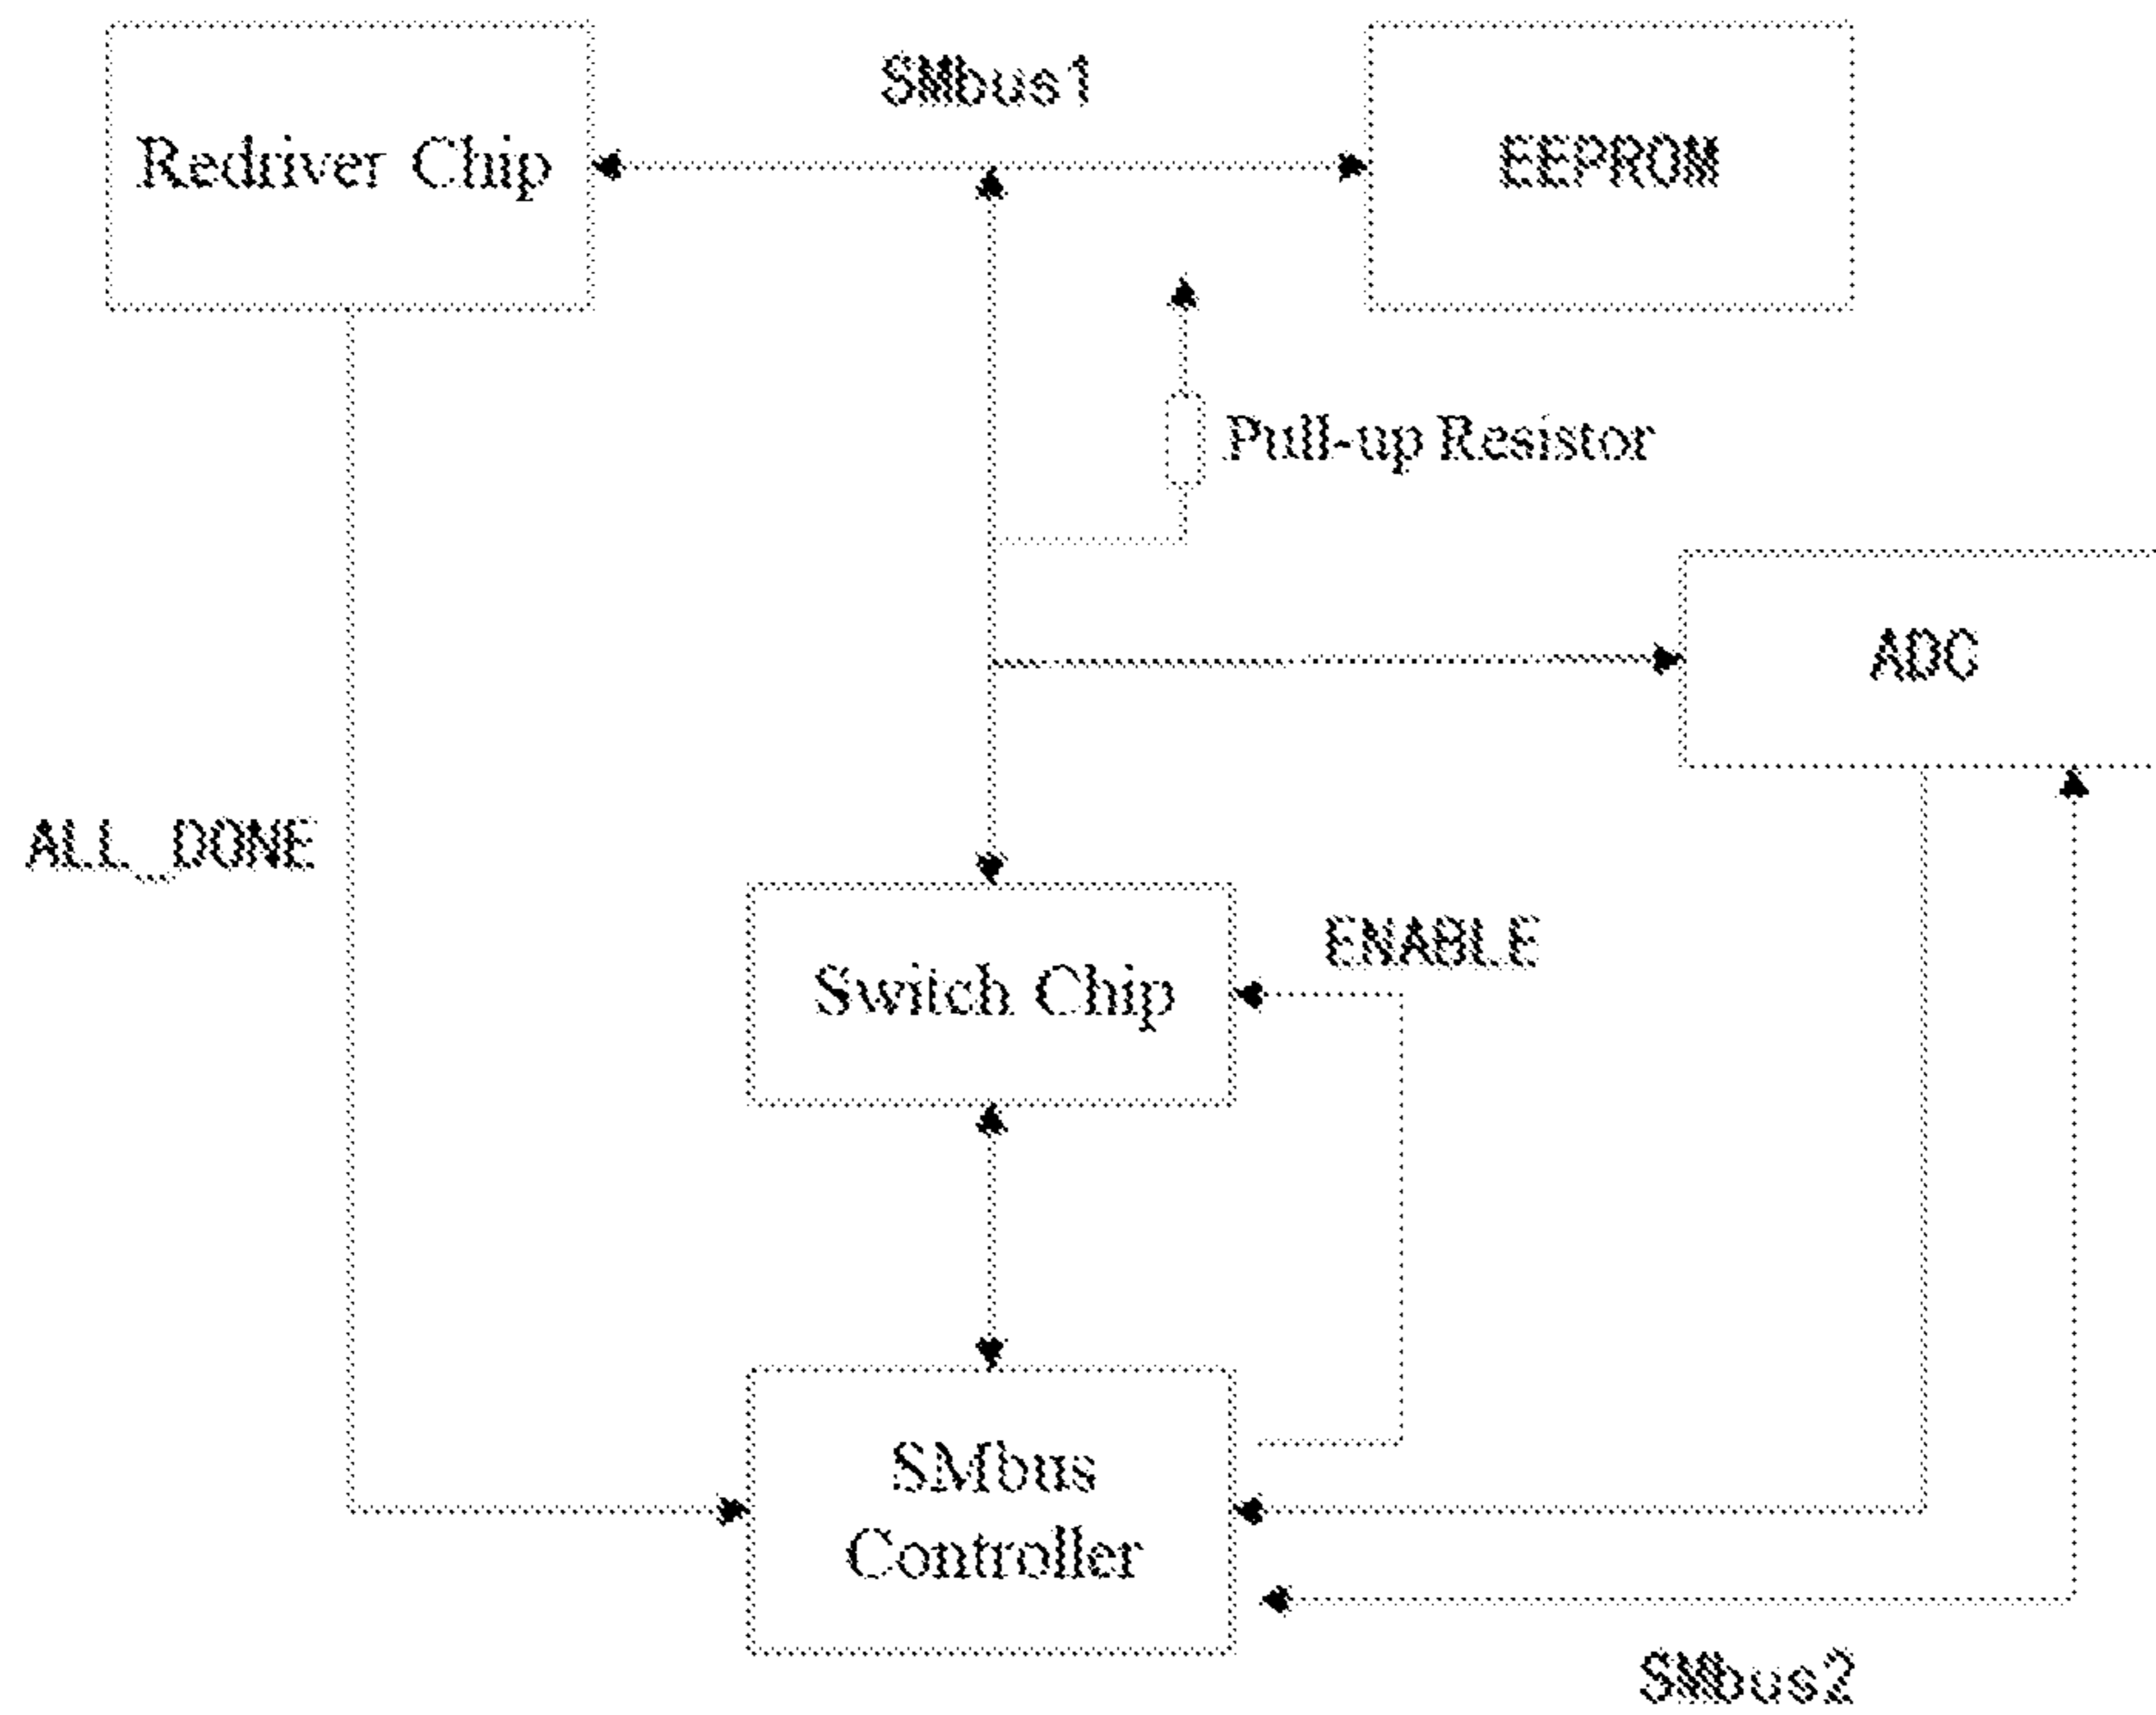 SMbus1
Redriver Chip
EEPROM
Pull-up Resistor
ADC
ALL_DONE
ENABLE
Switch Chip
SMbus
Controller
SMbus2